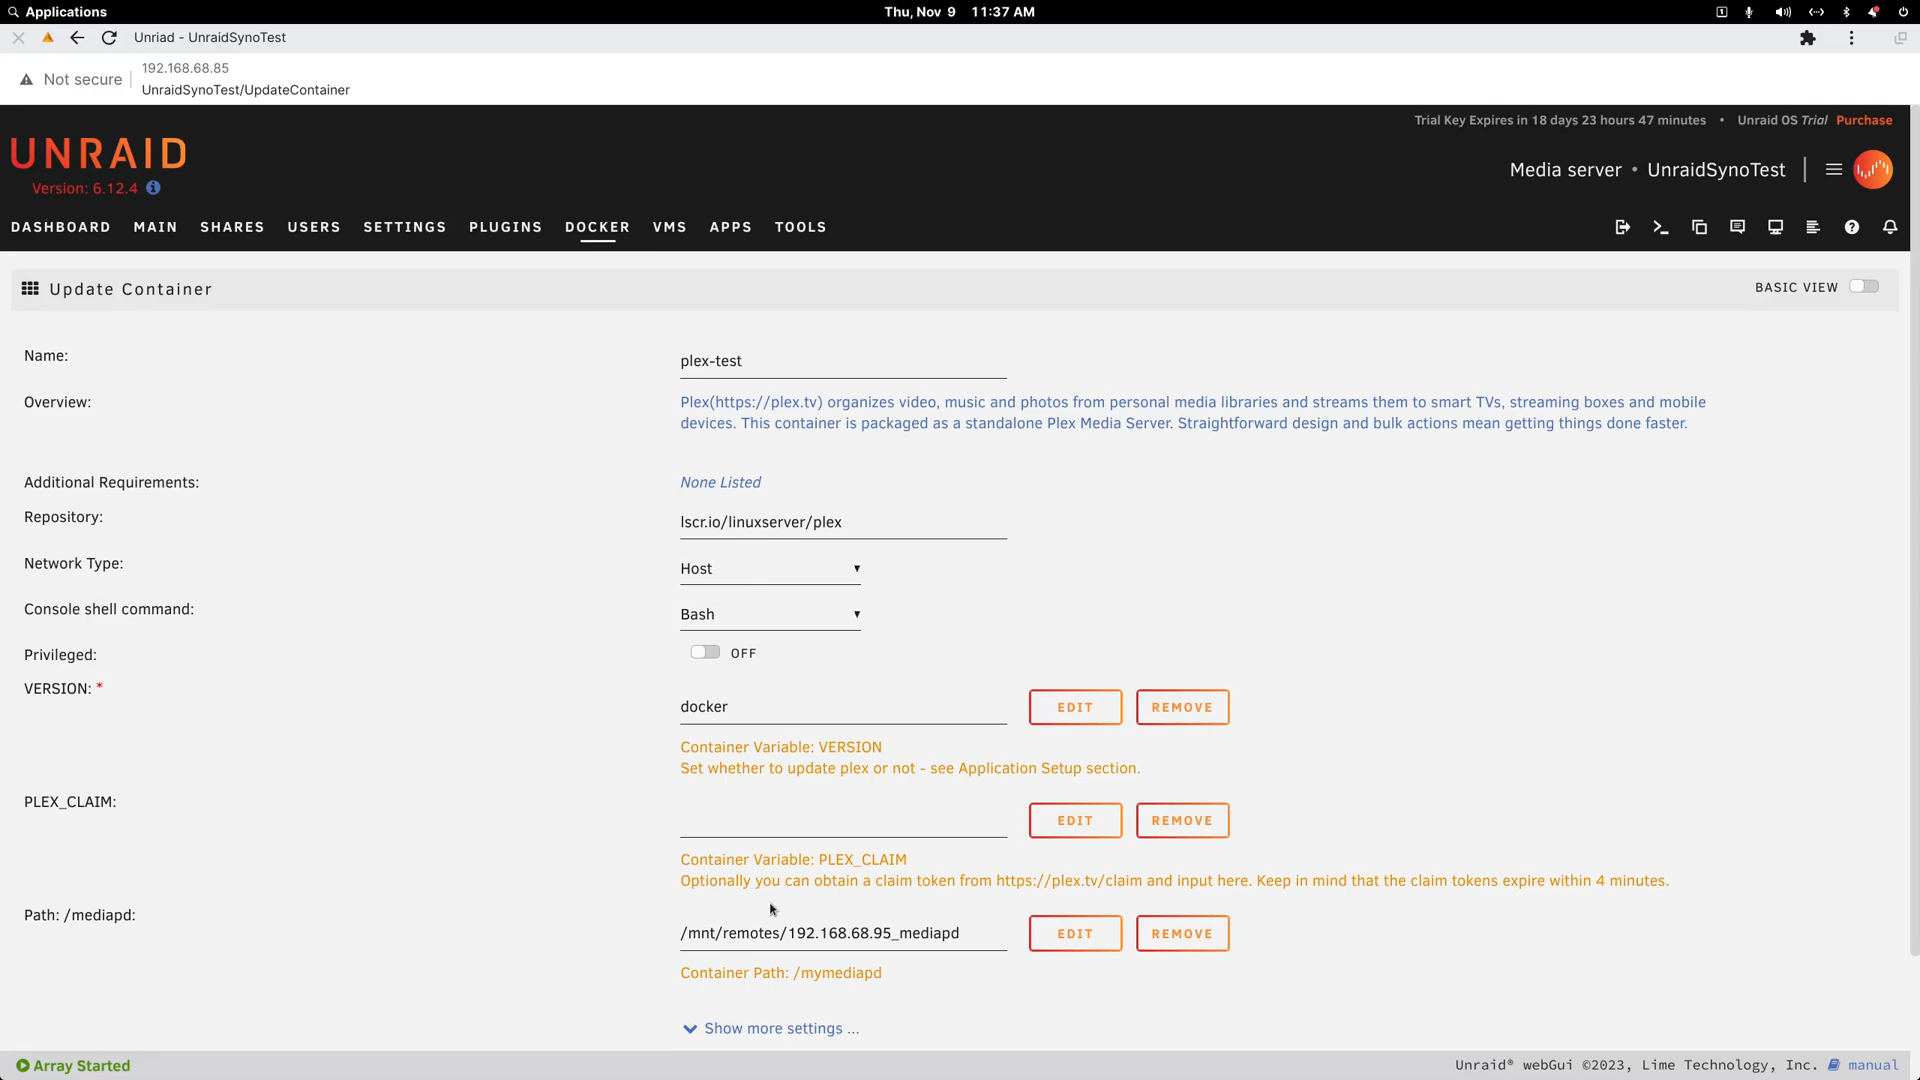 Applications
Thu, Nov 9 11:37 AM
Unriad - UnraidSynoTest
Not secure
192.168.68.85
UnraidSynoTest/UpdateContainer
Trial Key Expires in 18 days 23 hours 47 minutes • Unraid OS Trial Purchase
UNRAID
Version: 6.12.4
Media server • UnraidSynoTest
DASHBOARD MAIN SHARES USERS SETTINGS PLUGINS DOCKER VMS APPS TOOLS
Update Container
BASIC VIEW
Name:
plex-test
Overview:
Plex(https://plex.tv) organizes video, music and photos from personal media libraries and streams them to smart TVs, streaming boxes and mobile
devices. This container is packaged as a standalone Plex Media Server. Straightforward design and bulk actions mean getting things done faster.
Additional Requirements:
None Listed
Repository:
lscr.io/linuxserver/plex
Network Type:
Host
Console shell command:
Bash
Privileged:
OFF
VERSION: *
docker
EDIT
REMOVE
Container Variable: VERSION
Set whether to update plex or not - see Application Setup section.
PLEX_CLAIM:
EDIT
REMOVE
Container Variable: PLEX_CLAIM
Optionally you can obtain a claim token from https://plex.tv/claim and input here. Keep in mind that the claim tokens expire within 4 minutes.
Path: /mediapd:
/mnt/remotes/192.168.68.95_mediapd
EDIT
REMOVE
Container Path: /mymediapd
Show more settings ...
Array Started
Unraid® webGui ©2023, Lime Technology, Inc. manual